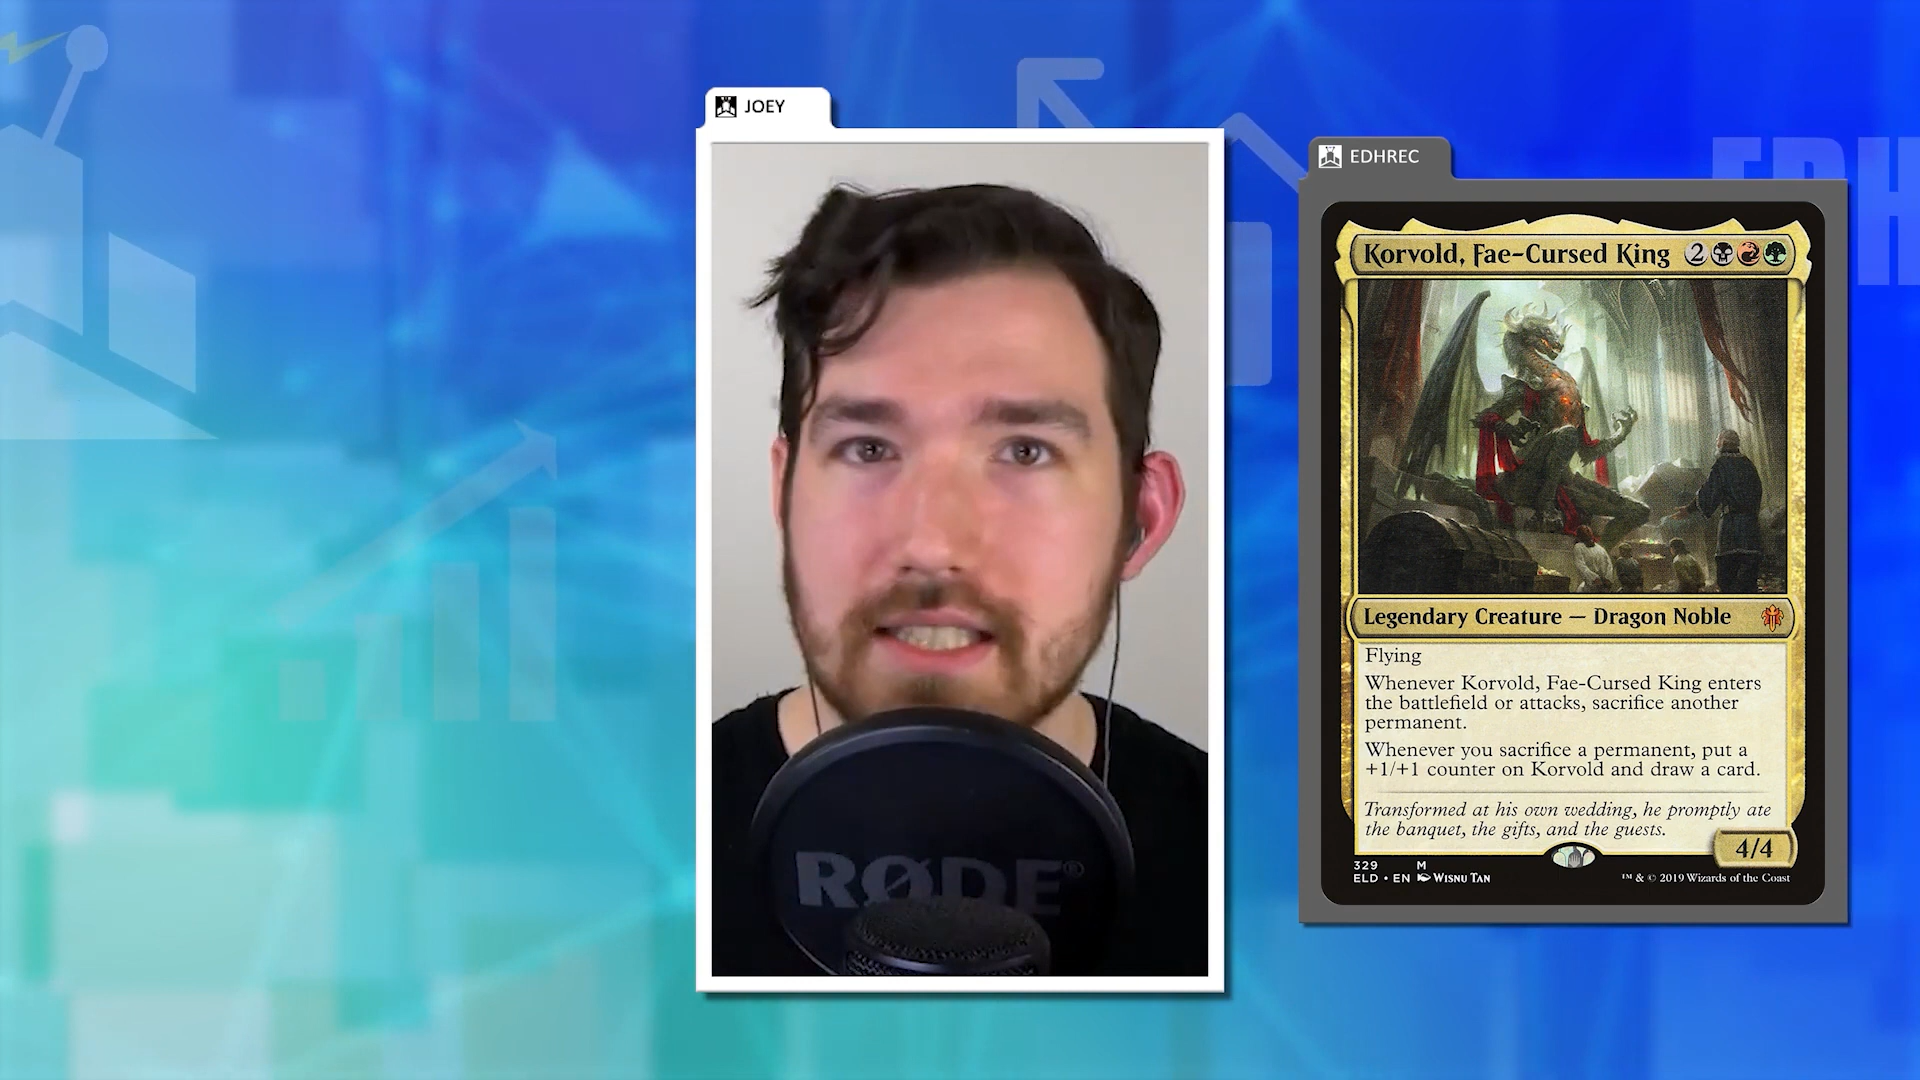 JOEY
RØDE®
EDHREC
EDH
Korvold, Fae-Cursed King 2
Legendary Creature — Dragon Noble
Flying
Whenever Korvold, Fae-Cursed King enters
the battlefield or attacks, sacrifice another
permanent.
Whenever you sacrifice a permanent, put a
+1/+1 counter on Korvold and draw a card.
Transformed at his own wedding, he promptly ate
the banquet, the gifts, and the guests.
4/4
329 M
ELD • EN Wisnu Tan
™ & © 2019 Wizards of the Coast